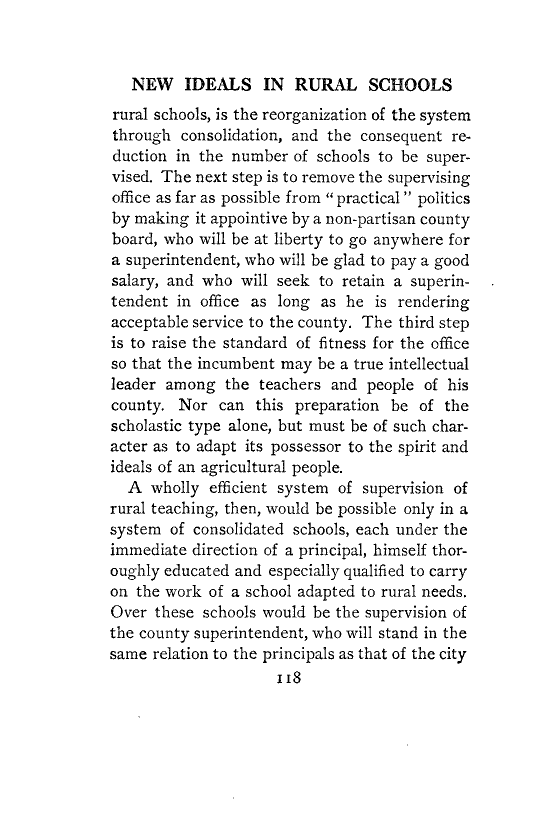 NEW IDEALS IN RURAL SCHOOLS
rural schools, is the reorganization of the system
through consolidation, and the consequent re-
duction in the number of schools to be super-
vised. The next step is to remove the supervising
office as far as possible from "practical" politics
by making it appointive by a non-partisan county
board, who will be at liberty to go anywhere for
a superintendent, who will be glad to pay a good
salary, and who will seek to retain a superin-
tendent in office as long as he is rendering
acceptable service to the county. The third step
is to raise the standard of fitness for the office
so that the incumbent may be a true intellectual
leader among the teachers and people of his
county. Nor can this preparation be of the
scholastic type alone, but must be of such char-
acter as to adapt its possessor to the spirit and
ideals of an agricultural people.
A wholly efficient system of supervision of
rural teaching, then, would be possible only in a
system of consolidated schools, each under the
immediate direction of a principal, himself thor-
oughly educated and especially qualified to carry
on the work of a school adapted to rural needs.
Over these schools would be the supervision of
the county superintendent, who will stand in the
same relation to the principals as that of the city
118